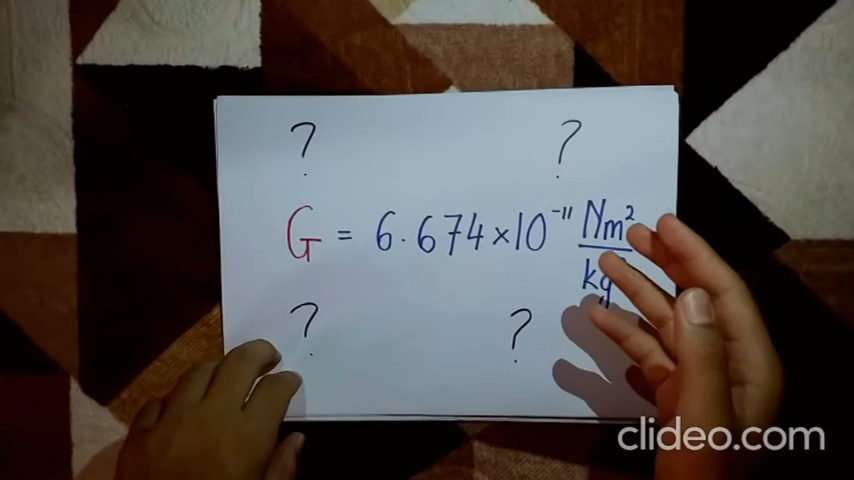 ? ?
G = 6.674×10⁻¹¹ Nm²
kg
? ?
clideo.com